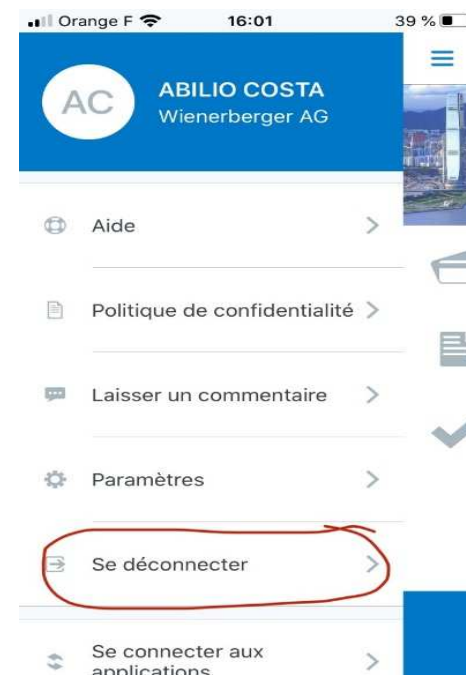 Orange F 16:01 39 %
AC
ABILIO COSTA
Wienerberger AG
Aide
Politique de confidentialité
Laisser un commentaire
Paramètres
Se déconnecter
Se connecter aux
applications